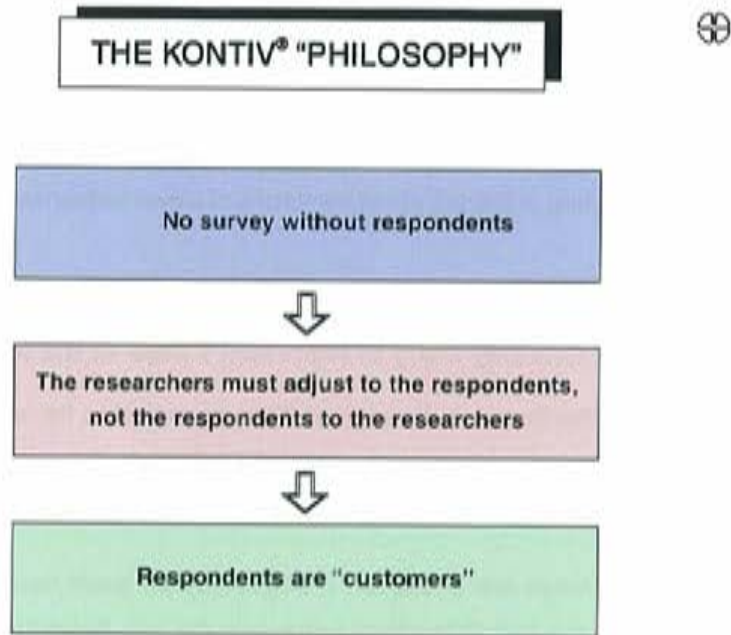 THE KONTIV® "PHILOSOPHY"
No survey without respondents
The researchers must adjust to the respondents,
not the respondents to the researchers
Respondents are "customers"